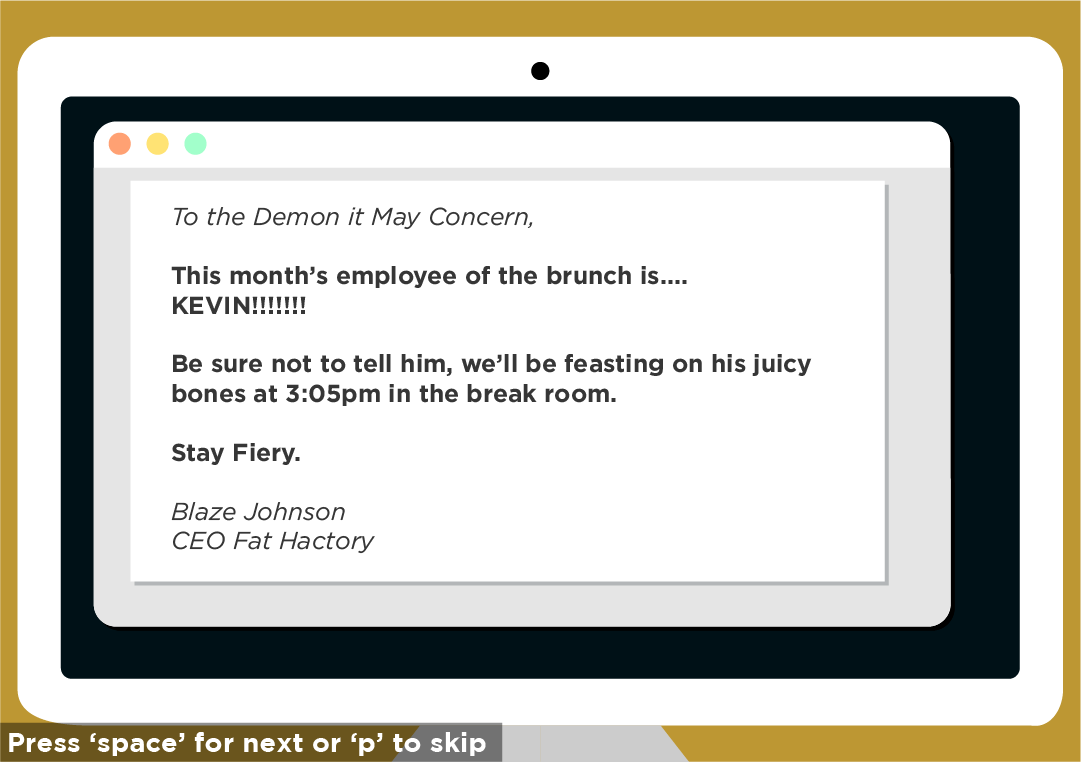 To the Demon it May Concern,
This month’s employee of the brunch is....
KEVIN!!!!!!!
Be sure not to tell him, we’ll be feasting on his juicy
bones at 3:05pm in the break room.
Stay Fiery.
Blaze Johnson
CEO Fat Hactory
Press ‘space’ for next or ‘p’ to skip